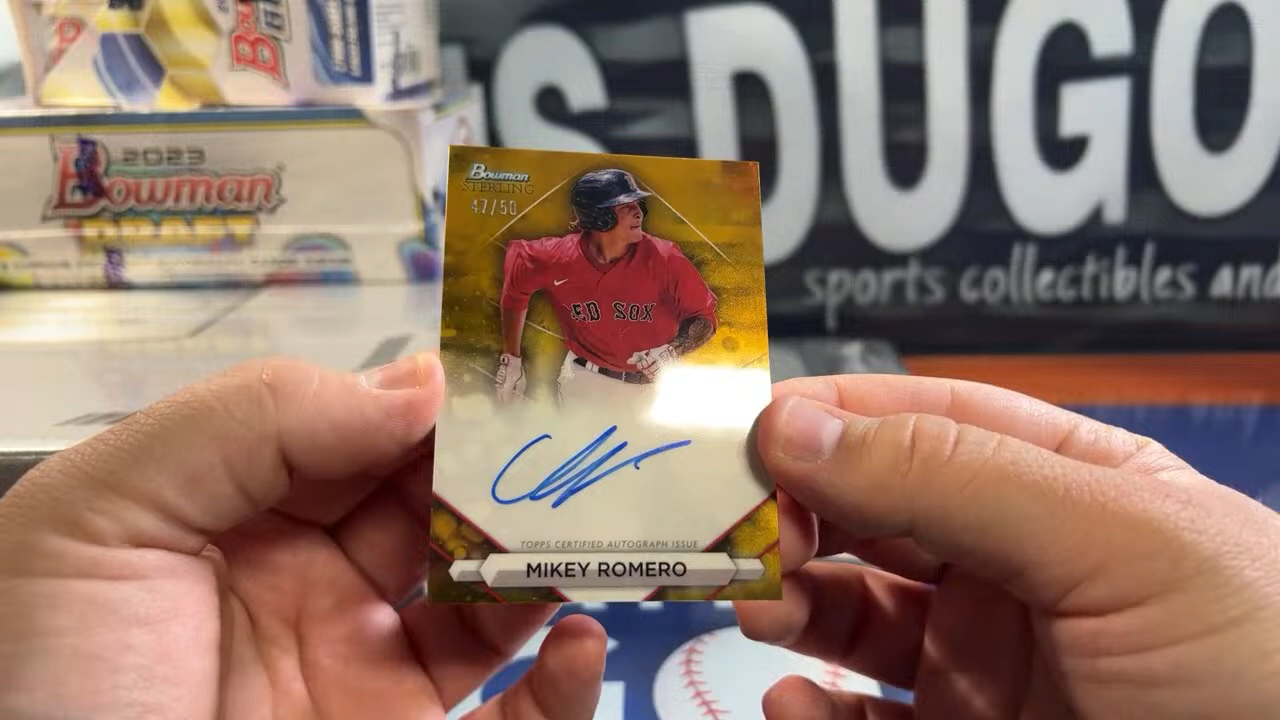 2023
Bowman
DRAFT
S DUGO
sports collectibles and
Bowman
STERLING
47/50
ED SOX
TOPPS CERTIFIED AUTOGRAPH ISSUE
MIKEY ROMERO